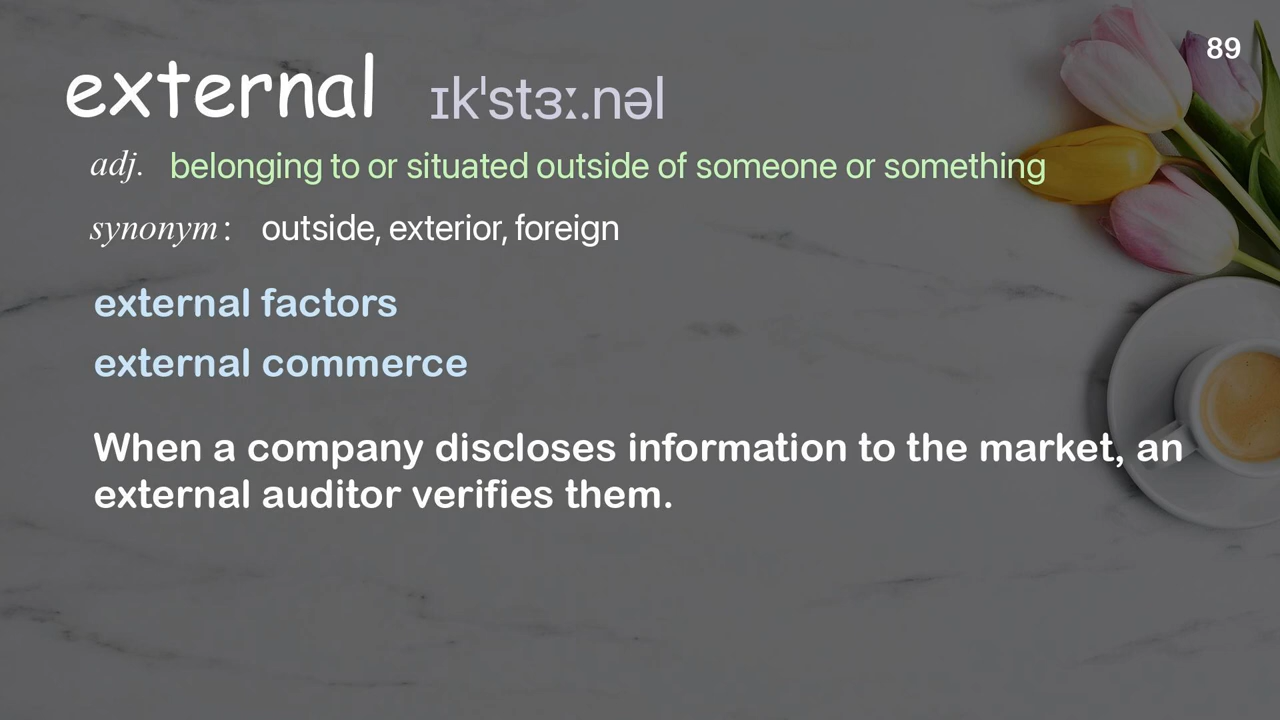 89
external ɪkˈstɜː.nəl
adj. belonging to or situated outside of someone or something
synonym: outside, exterior, foreign
external factors
external commerce
When a company discloses information to the market, an
external auditor verifies them.